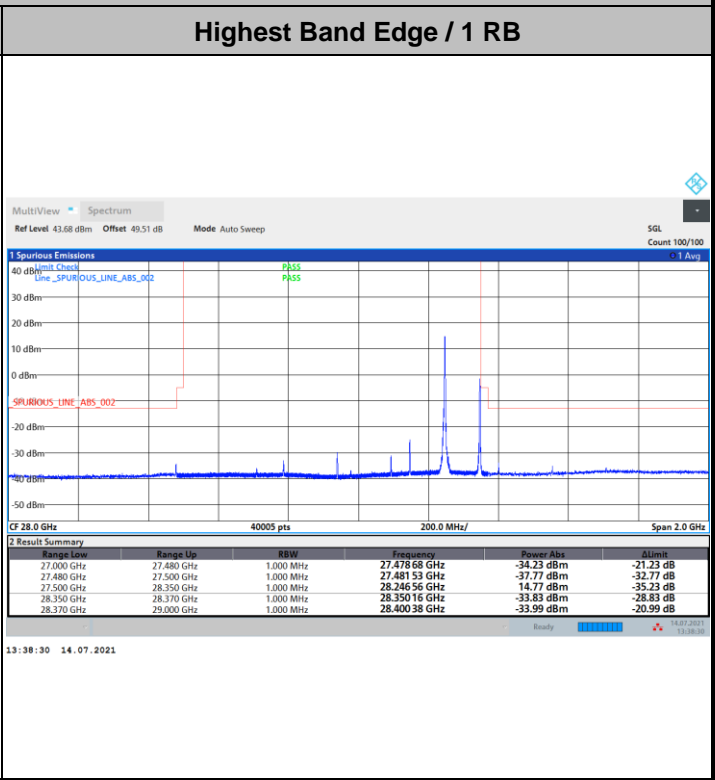 Highest Band Edge / 1 RB
MultiView Spectrum
Ref Level 43.68 dBm Offset 49.51 dB Mode Auto Sweep SGL
Count 100/100
1 Spurious Emissions 1 Avg
Limit Check PASS
40 dBm
Line _SPURIOUS_LINE_ABS_002 PASS
30 dBm
20 dBm
10 dBm
0 dBm
_SPURIOUS_LINE_ABS_002
-20 dBm
-30 dBm
-40 dBm
-50 dBm
CF 28.0 GHz 40005 pts 200.0 MHz/ Span 2.0 GHz
2 Result Summary
Range Low Range Up RBW Frequency Power Abs ΔLimit
27.000 GHz 27.480 GHz 1.000 MHz 27.478 68 GHz -34.23 dBm -21.23 dB
27.480 GHz 27.500 GHz 1.000 MHz 27.481 53 GHz -37.77 dBm -32.77 dB
27.500 GHz 28.350 GHz 1.000 MHz 28.246 56 GHz 14.77 dBm -35.23 dB
28.350 GHz 28.370 GHz 1.000 MHz 28.350 16 GHz -33.83 dBm -28.83 dB
28.370 GHz 29.000 GHz 1.000 MHz 28.400 38 GHz -33.99 dBm -20.99 dB
Ready 14.07.2021
13:38:30
13:38:30 14.07.2021